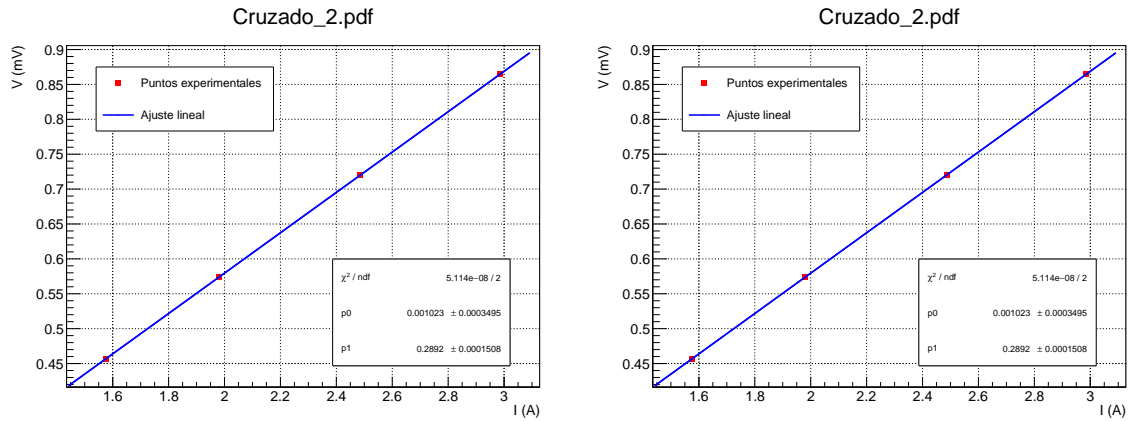 Cruzado_2.pdf
V (mV)
0.9
0.85
0.8
0.75
0.7
0.65
0.6
0.55
0.5
0.45
Puntos experimentales
Ajuste lineal
χ² / ndf 5.114e−08 / 2
p0 0.001023 ± 0.0003495
p1 0.2892 ± 0.0001508
1.6 1.8 2 2.2 2.4 2.6 2.8 3
I (A)
Cruzado_2.pdf
V (mV)
0.9
0.85
0.8
0.75
0.7
0.65
0.6
0.55
0.5
0.45
Puntos experimentales
Ajuste lineal
χ² / ndf 5.114e−08 / 2
p0 0.001023 ± 0.0003495
p1 0.2892 ± 0.0001508
1.6 1.8 2 2.2 2.4 2.6 2.8 3
I (A)